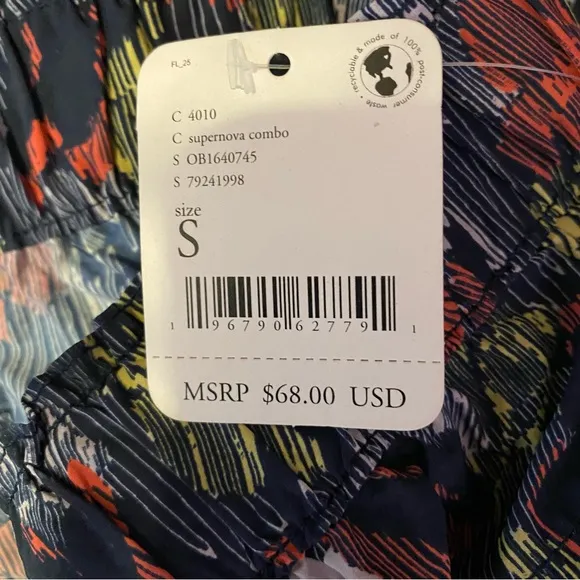 FL_25
recyclable & made of 100% post-consumer waste
C 4010
C supernova combo
S OB1640745
S 79241998
size
S
1 96790 62779 1
MSRP $68.00 USD